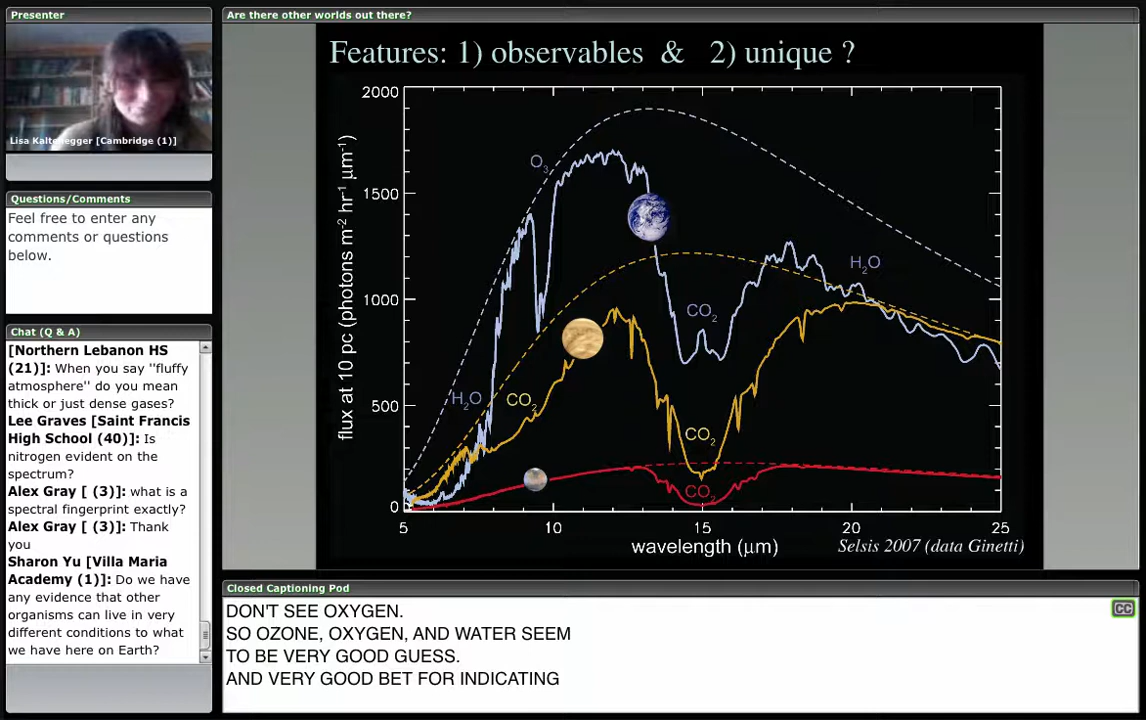 Presenter
Lisa Kaltenegger [Cambridge (1)]
Questions/Comments
Feel free to enter any
comments or questions
below.
Chat (Q & A)
[Northern Lebanon HS
(21)]: When you say "fluffy
atmosphere" do you mean
thick or just dense gases?
Lee Graves [Saint Francis
High School (40)]: Is
nitrogen evident on the
spectrum?
Alex Gray [ (3)]: what is a
spectral fingerprint exactly?
Alex Gray [ (3)]: Thank
you
Sharon Yu [Villa Maria
Academy (1)]: Do we have
any evidence that other
organisms can live in very
different conditions to what
we have here on Earth?
Are there other worlds out there?
Features: 1) observables & 2) unique ?
flux at 10 pc (photons m⁻² hr⁻¹ μm⁻¹)
2000
1500
1000
500
0
O₃
H₂O
CO₂
H₂O
CO₂
CO₂
CO₂
5 10 15 20 25
wavelength (μm)
Selsis 2007 (data Ginetti)
Closed Captioning Pod
CC
DON'T SEE OXYGEN.
SO OZONE, OXYGEN, AND WATER SEEM
TO BE VERY GOOD GUESS.
AND VERY GOOD BET FOR INDICATING